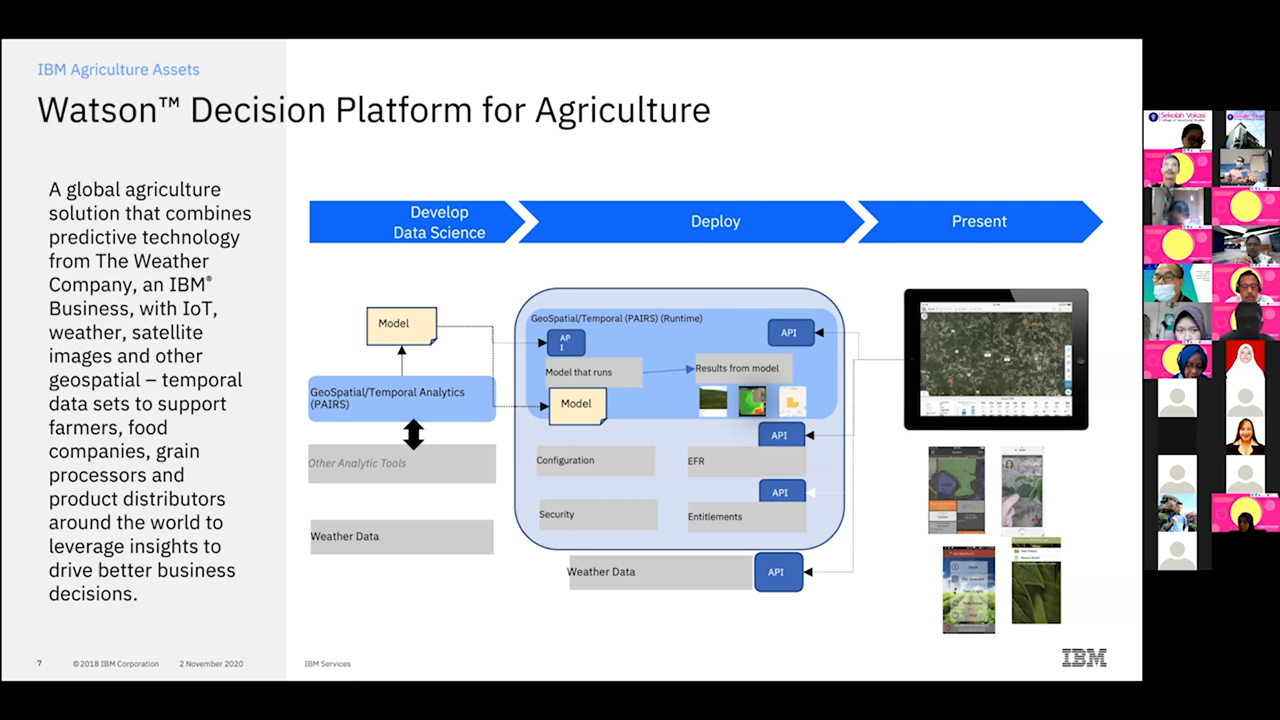 IBM Agriculture Assets
Watson™ Decision Platform for Agriculture
A global agriculture
solution that combines
predictive technology
from The Weather
Company, an IBM®
Business, with IoT,
weather, satellite
images and other
geospatial – temporal
data sets to support
farmers, food
companies, grain
processors and
product distributors
around the world to
leverage insights to
drive better business
decisions.
Develop
Data Science
Deploy
Present
Model
GeoSpatial/Temporal Analytics
(PAIRS)
Other Analytic Tools
Weather Data
GeoSpatial/Temporal (PAIRS) (Runtime)
AP
I
API
Model that runs
Results from model
Model
API
Configuration
EFR
API
Security
Entitlements
Weather Data
API
7
©2018 IBM Corporation
2 November 2020
IBM Services
IBM
Sekolah Vokasi